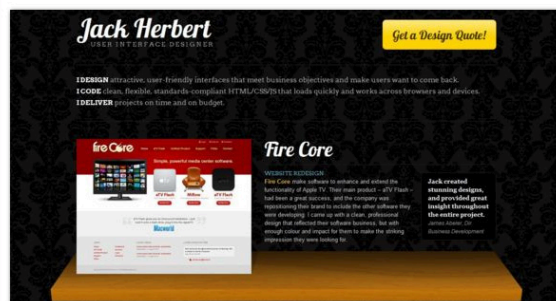 Jack Herbert
USER INTERFACE DESIGNER
Get a Design Quote!
I DESIGN attractive, user-friendly interfaces that meet business objectives and make users want to come back.
I CODE clean, flexible, standards-compliant HTML/CSS/JS that loads quickly and works across browsers and devices.
I DELIVER projects on time and on budget.
fire Core
Simple, powerful media center software.
aTV Flash
Macworld
Fire Core
WEBSITE REDESIGN
Fire Core make software to enhance and extend the
functionality of Apple TV. Their main product – aTV Flash –
had been a great success, and the company was
repositioning their brand to include the other software they
were developing. I came up with a clean, professional
design that reflected their software business, but with
enough colour and impact for them to make the striking
impression they were looking for.
Jack created
stunning designs,
and provided great
insight throughout
the entire project.
Business Development